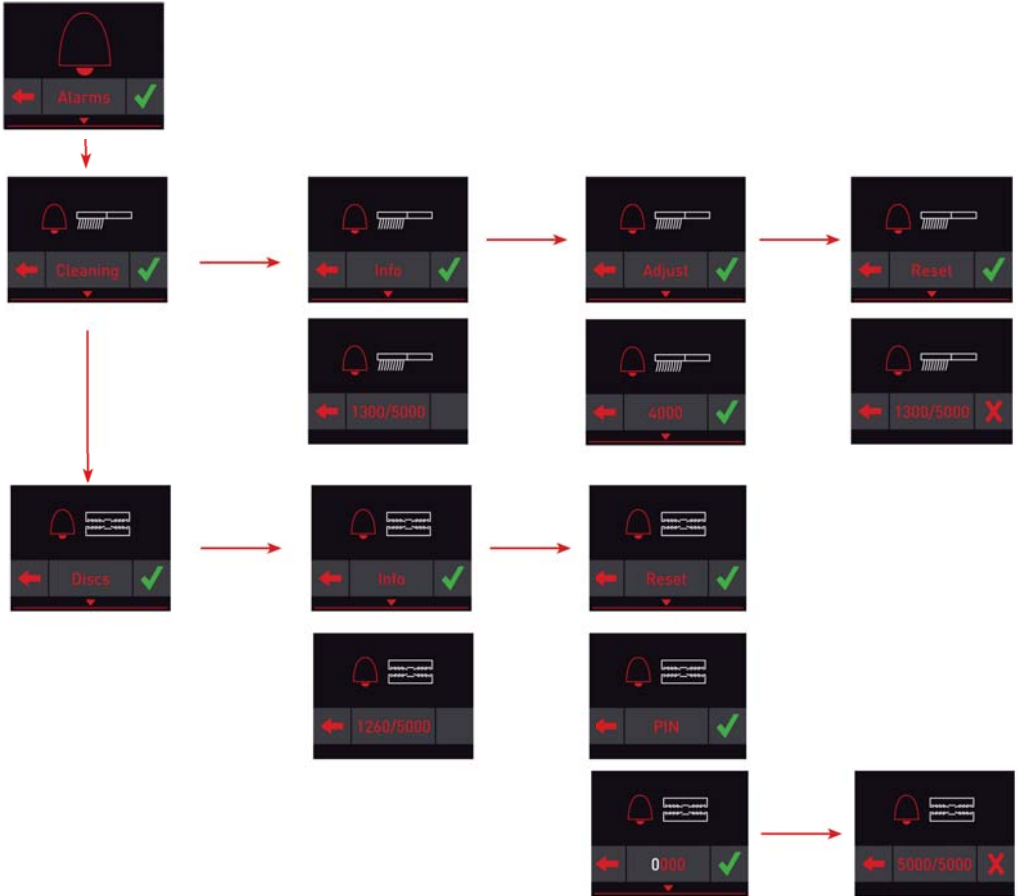 Alarms
Cleaning
Info
Adjust
Reset
1300/5000
4000
1300/5000
Discs
Info
Reset
1260/5000
PIN
0000
5000/5000